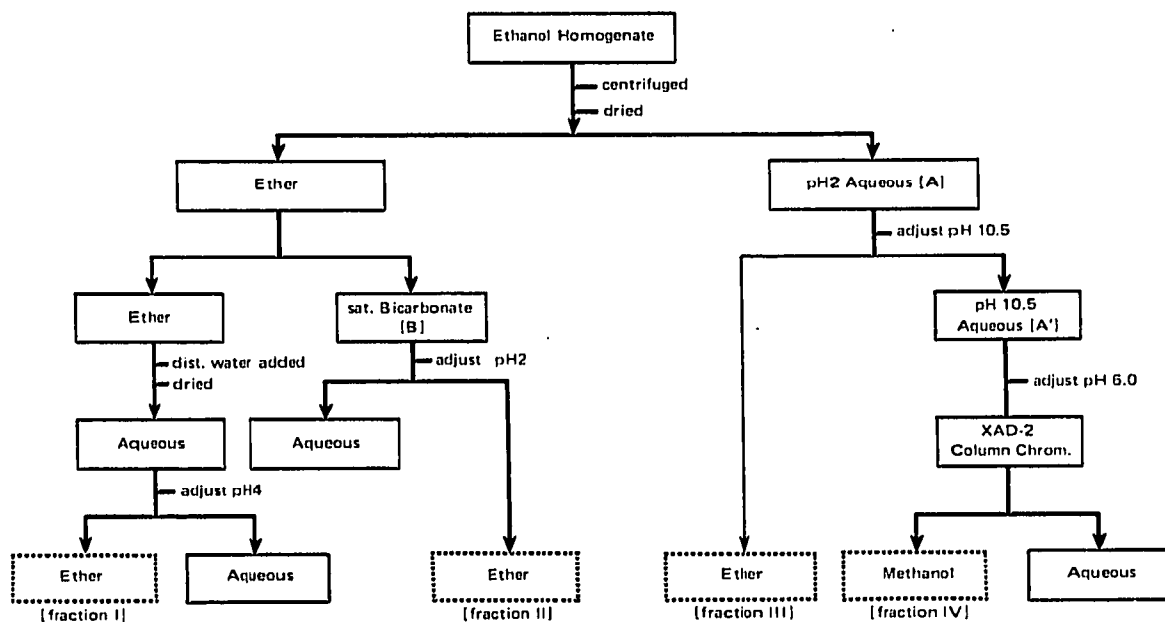 Ethanol Homogenate
centrifuged
dried
Ether
pH2 Aqueous [A]
adjust pH 10.5
Ether
sat. Bicarbonate
[B]
pH 10.5
Aqueous [A']
dist. water added
dried
adjust pH2
adjust pH 6.0
Aqueous
Aqueous
XAD-2
Column Chrom.
adjust pH4
Ether
Aqueous
Ether
Ether
Methanol
Aqueous
[fraction I]
[fraction II]
[fraction III]
[fraction IV]